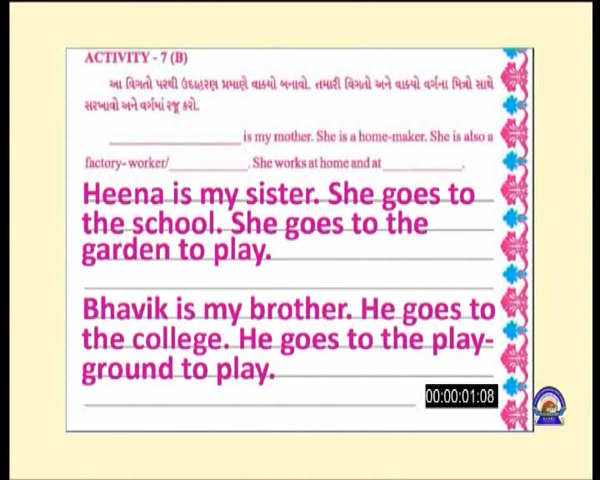 ACTIVITY - 7 (B)
આ વિગતો પરથી ઉદાહરણ પ્રમાણે વાક્યો બનાવો. તમારી વિગતો અને વાક્યો વર્ગના મિત્રો સાથે
સરખાવો અને વર્ગમાં રજૂ કરો.
____________________ is my mother. She is a home-maker. She is also a
factory- worker/____________. She works at home and at ____________.
Heena is my sister. She goes to
the school. She goes to the
garden to play.
Bhavik is my brother. He goes to
the college. He goes to the play-
ground to play.
00:00:01:08